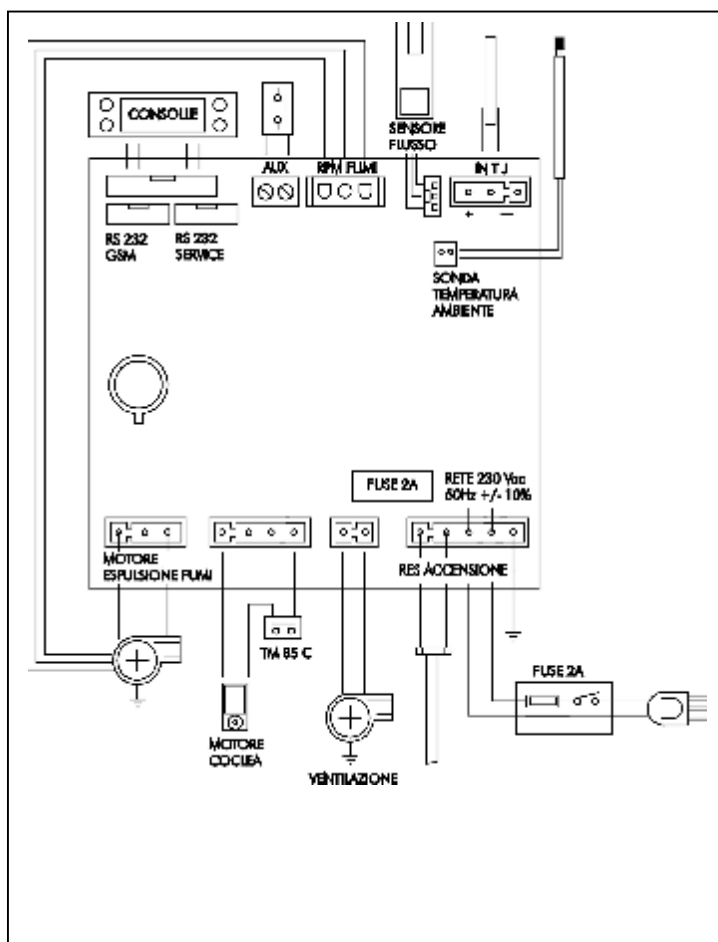 CONSOLLE
SENSORE
FLUSSO
AUX
RPM FUMI
IN T.J
+ −
RS 232
GSM
RS 232
SERVICE
SONDA
TEMPERATURA
AMBIENTE
FUSE 2A
RETE 230 Vac
50Hz +/- 10%
MOTORE
ESPULSIONE FUMI
RES ACCENSIONE
TM 85 C
FUSE 2A
MOTORE
COCLEA
VENTILAZIONE